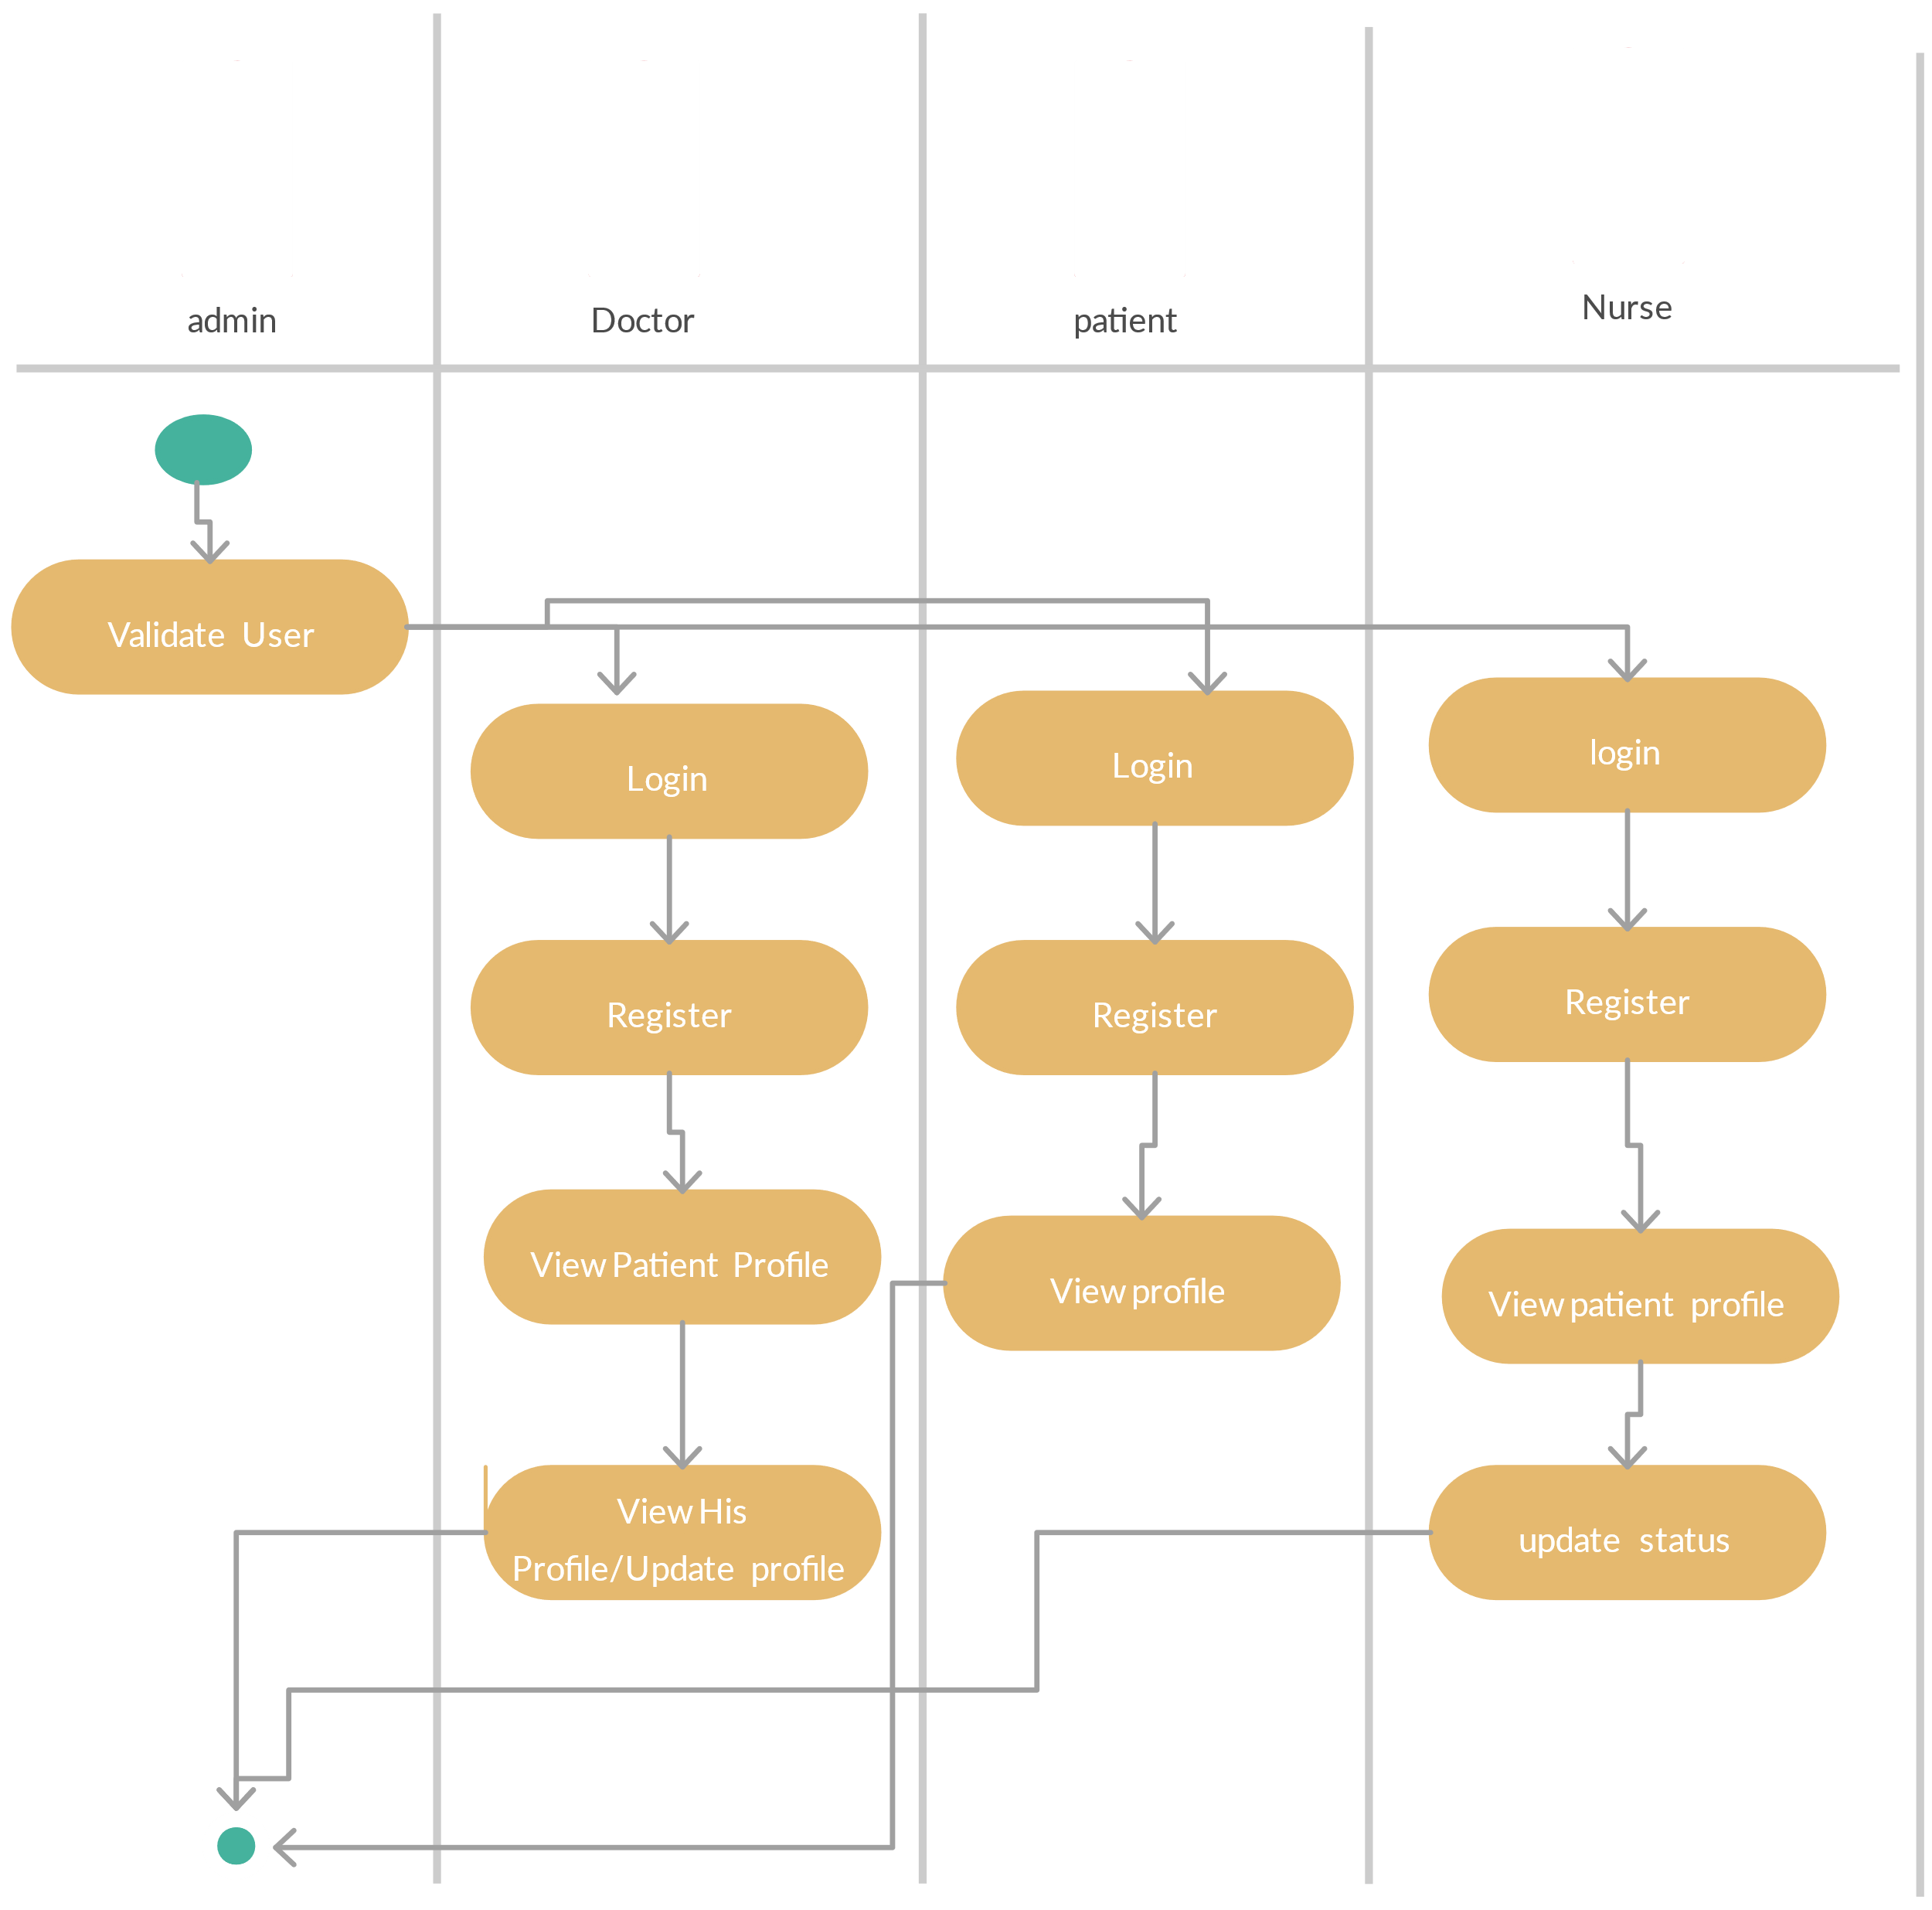 admin
Doctor
patient
Nurse
Validate User
Login
Login
login
Register
Register
Register
View Patient Profile
View profile
View patient profile
View His
Profile/Update profile
update status